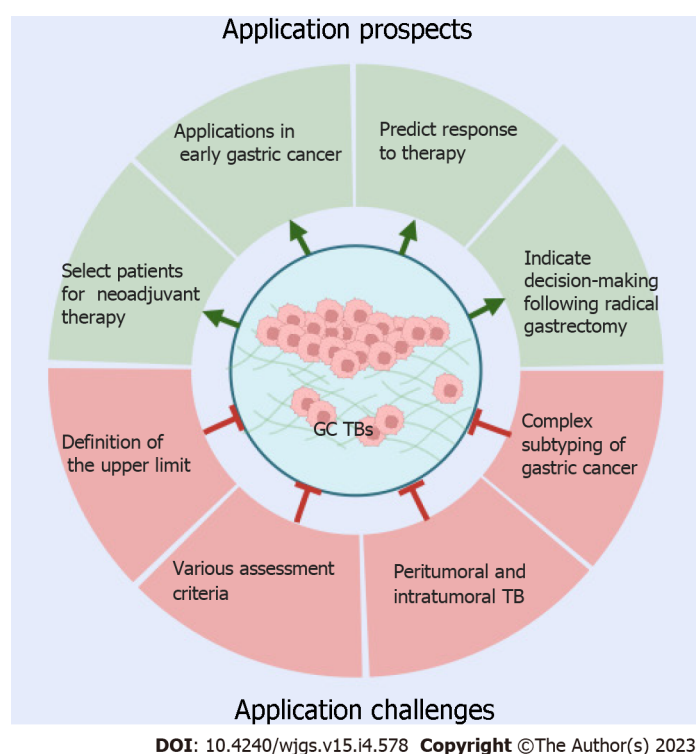 Application prospects
Applications in
early gastric cancer
Predict response
to therapy
Select patients
for neoadjuvant
therapy
Indicate
decision-making
following radical
gastrectomy
GC TBs
Definition of
the upper limit
Complex
subtyping of
gastric cancer
Various assessment
criteria
Peritumoral and
intratumoral TB
Application challenges
DOI: 10.4240/wjgs.v15.i4.578 Copyright ©The Author(s) 2023